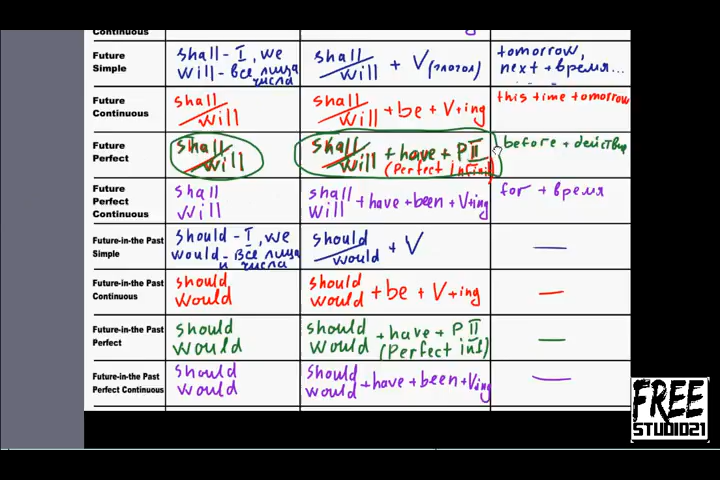 Continuous
Future
Simple
shall - I, we
will - все лица
числа
shall/will + V (глагол)
tomorrow,
next + время...
Future
Continuous
shall/will
shall/will + be + V+ing
this time tomorrow
Future
Perfect
shall/will
shall/will + have + P II
(Perfect infinit)
before + действ
Future
Perfect
Continuous
shall
will
shall
will + have + been + V+ing
for + время
Future-in-the Past
Simple
should - I, we
would - все лица
и числа
should/would + V
—
Future-in-the Past
Continuous
should
would
should
would + be + V+ing
—
Future-in-the Past
Perfect
should
would
should
would + have + P II
(Perfect inf)
—
Future-in-the Past
Perfect Continuous
should
would
should
would + have + been + Ving
—
FREE
STUDIO21